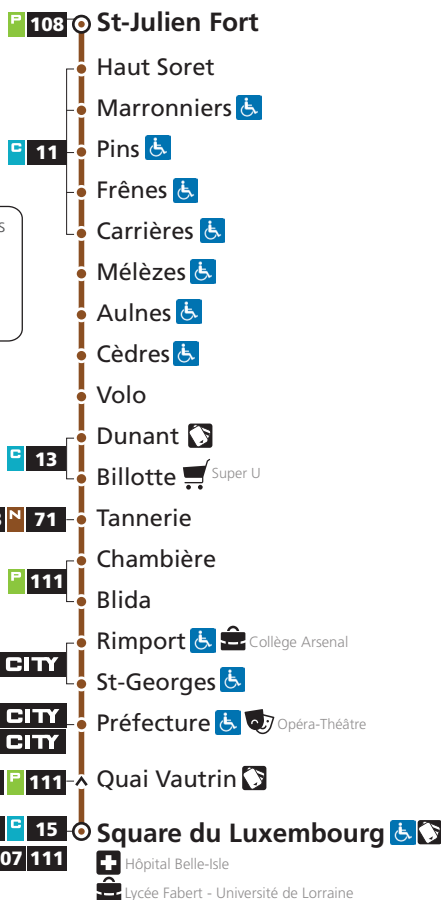 P 108 St-Julien Fort
Haut Soret
Marronniers
C 11 Pins
Frênes
Carrières
Mélèzes
Aulnes
Cèdres
Volo
Dunant
C 13
Billotte Super U
N 71 Tannerie
Chambière
P 111
Blida
Rimport Collège Arsenal
CITY
St-Georges
CITY
Préfecture Opéra-Théâtre
CITY
P 111 Quai Vautrin
C 15 Square du Luxembourg
07 111
Hôpital Belle-Isle
Lycée Fabert - Université de Lorraine